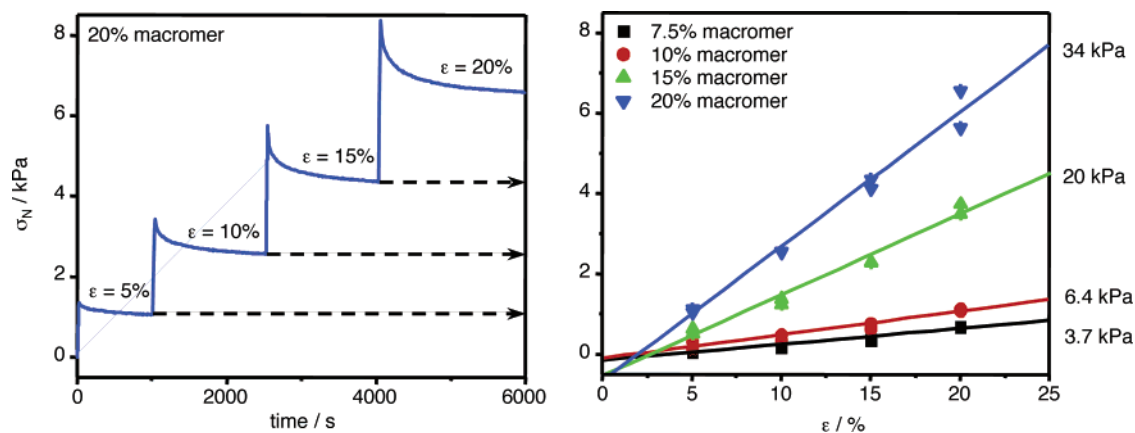 20% macromer
ε = 5%
ε = 10%
ε = 15%
ε = 20%
σN / kPa
8
6
4
2
0
0
2000
4000
6000
time / s
7.5% macromer
10% macromer
15% macromer
20% macromer
8
6
4
2
0
0
5
10
15
20
25
ε / %
34 kPa
20 kPa
6.4 kPa
3.7 kPa